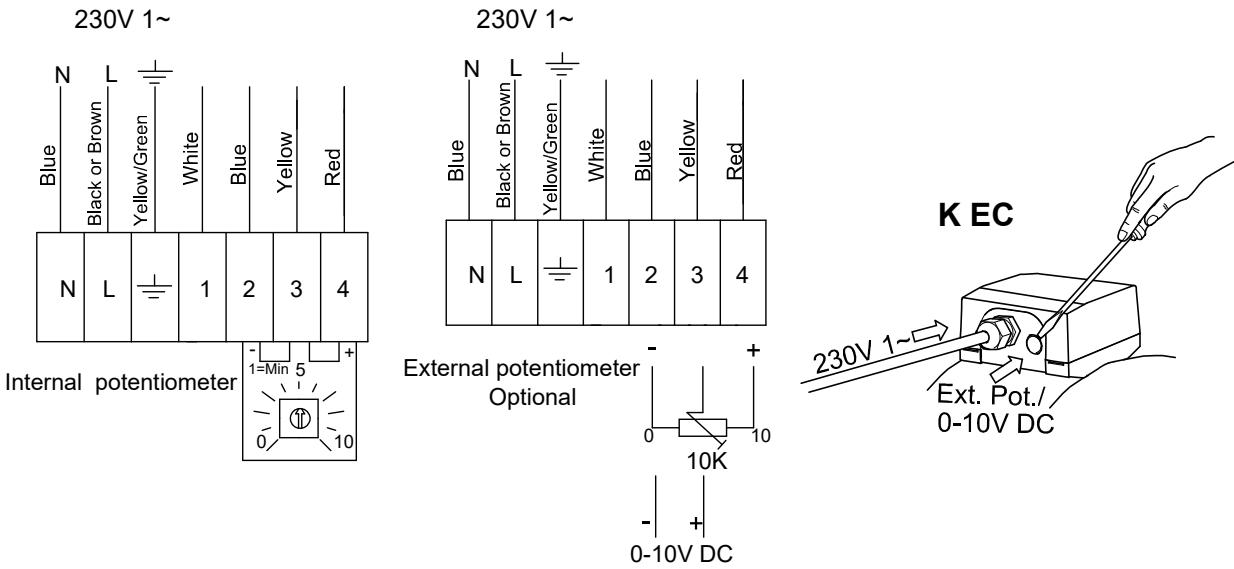 230V 1~
N L
Blue
Black or Brown
Yellow/Green
White
Blue
Yellow
Red
N L 1 2 3 4
- +
1=Min 5
Internal potentiometer
0 10
230V 1~
N L
Blue
Black or Brown
Yellow/Green
White
Blue
Yellow
Red
N L 1 2 3 4
- +
External potentiometer
Optional
0 10
10K
- +
0-10V DC
K EC
230V 1~
Ext. Pot./
0-10V DC